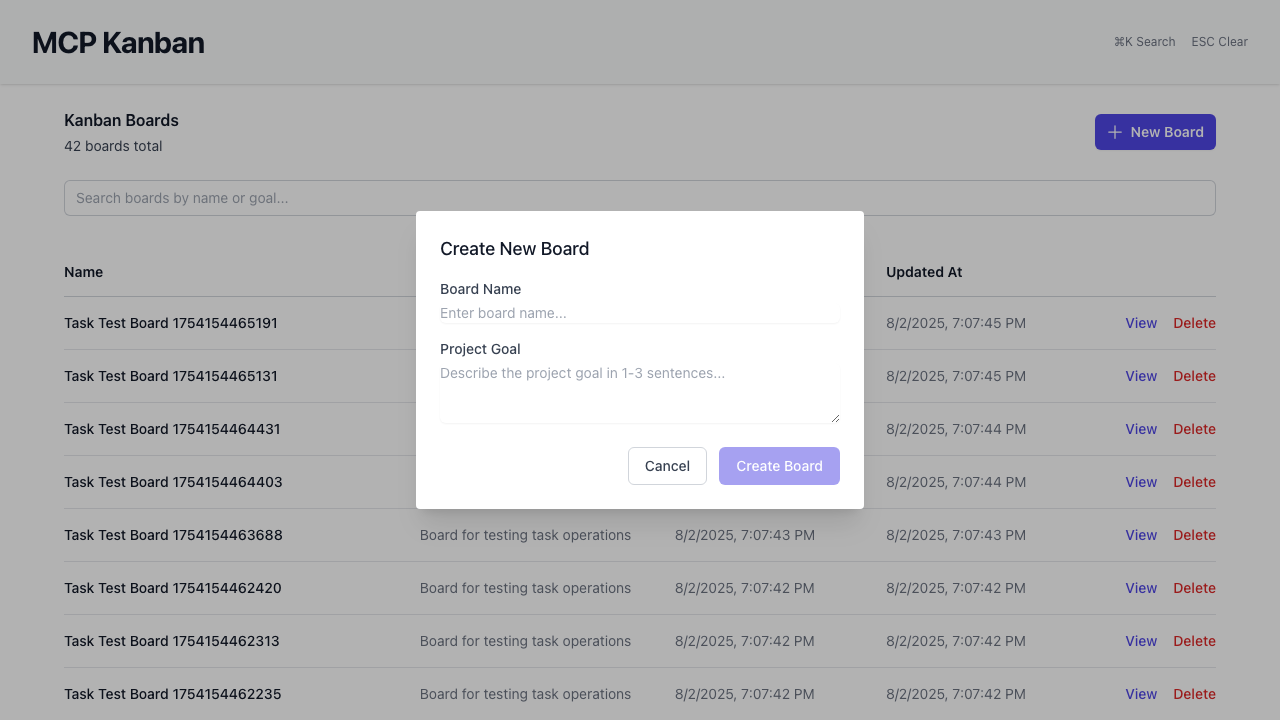 MCP Kanban
⌘K Search ESC Clear
Kanban Boards
42 boards total
New Board
Search boards by name or goal...
Create New Board
Board Name
Enter board name...
Project Goal
Describe the project goal in 1-3 sentences...
Cancel Create Board
Name Updated At
Task Test Board 1754154465191 8/2/2025, 7:07:45 PM View Delete
Task Test Board 1754154465131 8/2/2025, 7:07:45 PM View Delete
Task Test Board 1754154464431 8/2/2025, 7:07:44 PM View Delete
Task Test Board 1754154464403 8/2/2025, 7:07:44 PM View Delete
Task Test Board 1754154463688 Board for testing task operations 8/2/2025, 7:07:43 PM 8/2/2025, 7:07:43 PM View Delete
Task Test Board 1754154462420 Board for testing task operations 8/2/2025, 7:07:42 PM 8/2/2025, 7:07:42 PM View Delete
Task Test Board 1754154462313 Board for testing task operations 8/2/2025, 7:07:42 PM 8/2/2025, 7:07:42 PM View Delete
Task Test Board 1754154462235 Board for testing task operations 8/2/2025, 7:07:42 PM 8/2/2025, 7:07:42 PM View Delete